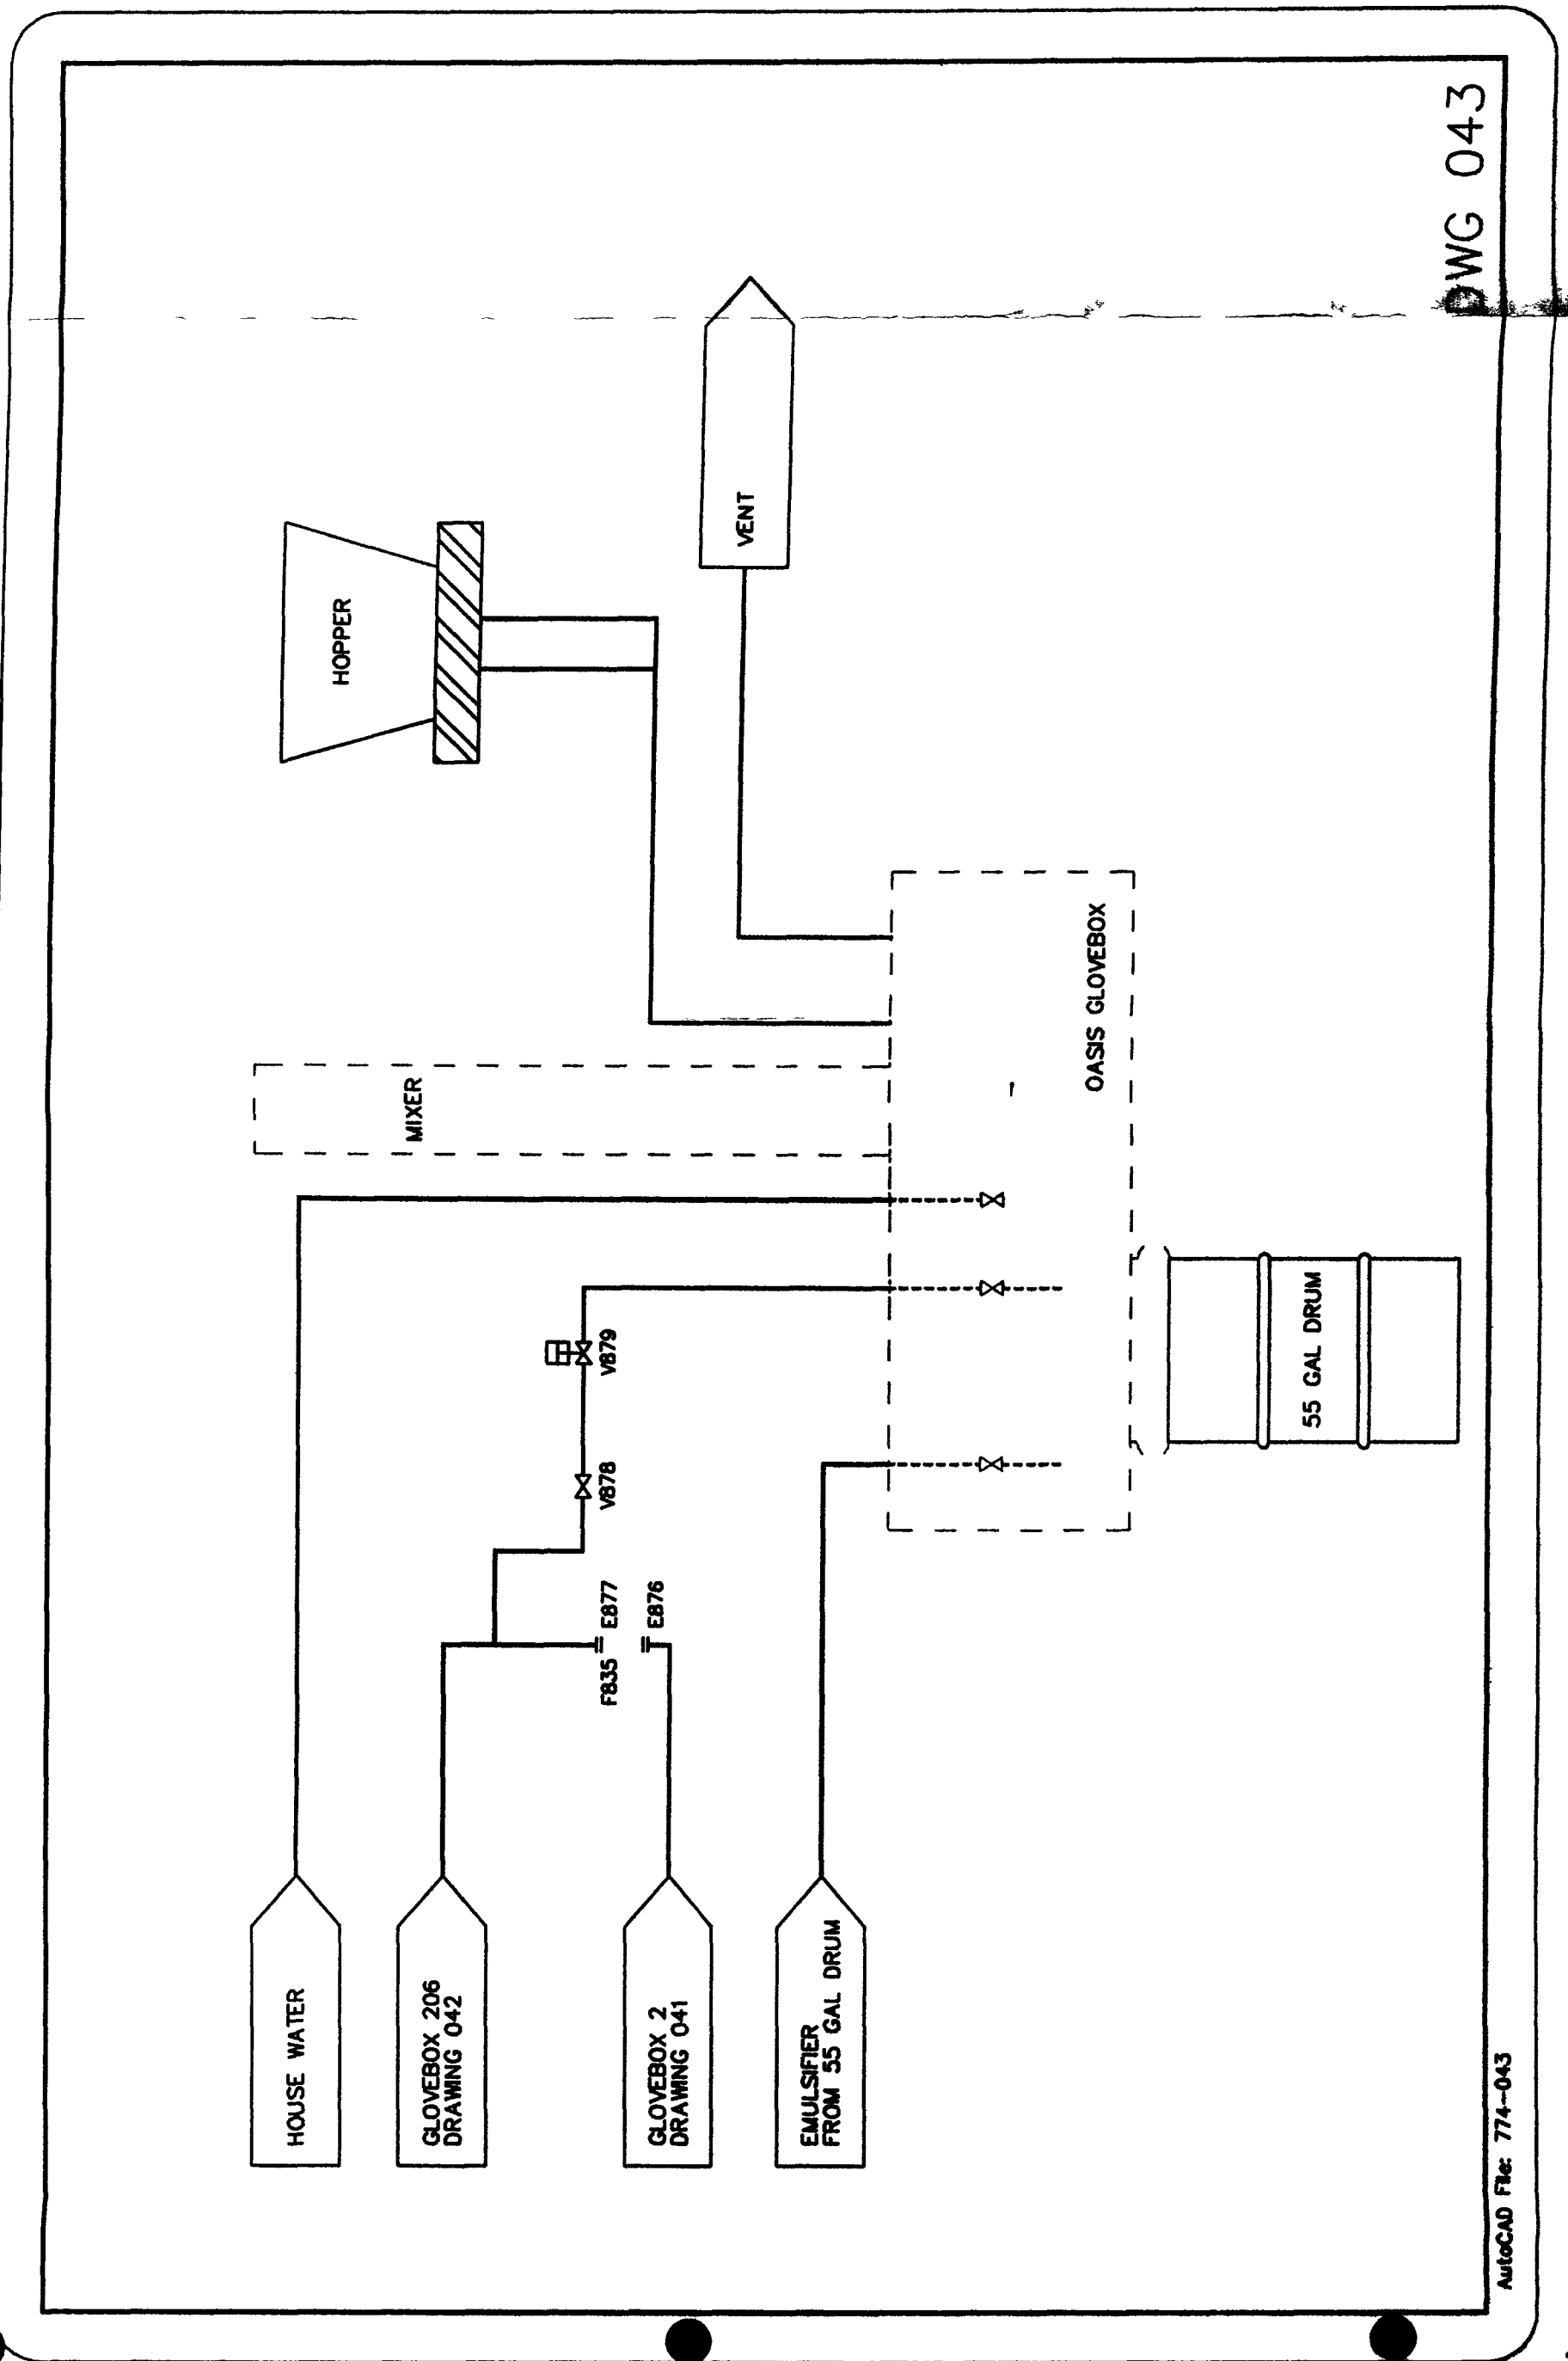 HOPPER
MIXER
HOUSE WATER
VENT
GLOVEBOX 206
DRAWING 042
V878
V879
F835
E877
E876
GLOVEBOX 2
DRAWING 041
EMULSIFIER
FROM 55 GAL DRUM
OASIS GLOVEBOX
55 GAL DRUM
DWG 043
AutoCAD File: 774-043